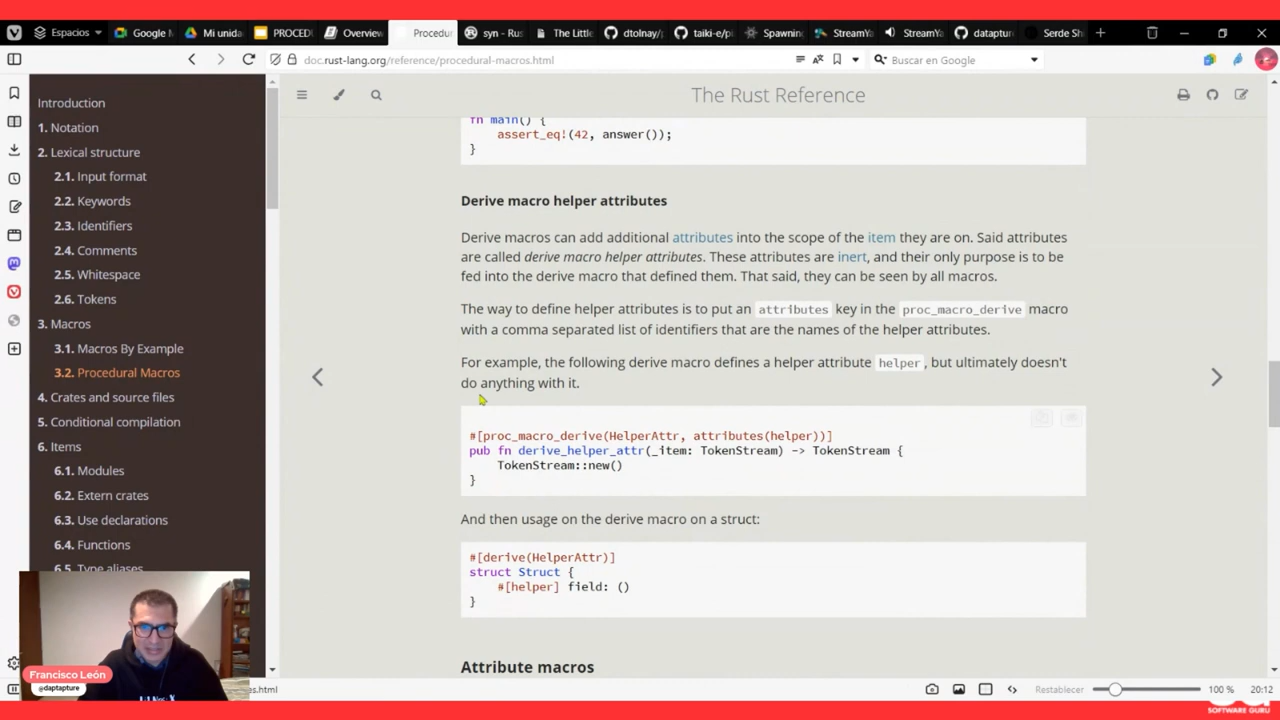 Espacios
Google M
Mi unida
PROCED
Overview
Procedur
syn - Rus
The Little
dtolnay/
taiki-e/pi
Spawning
StreamYa
StreamYa
dataptur
Serde Sh
doc.rust-lang.org/reference/procedural-macros.html
Buscar en Google
The Rust Reference
Introduction
1. Notation
2. Lexical structure
2.1. Input format
2.2. Keywords
2.3. Identifiers
2.4. Comments
2.5. Whitespace
2.6. Tokens
3. Macros
3.1. Macros By Example
3.2. Procedural Macros
4. Crates and source files
5. Conditional compilation
6. Items
6.1. Modules
6.2. Extern crates
6.3. Use declarations
6.4. Functions
6.5. Type aliases
fn main() {
assert_eq!(42, answer());
}
Derive macro helper attributes
Derive macros can add additional attributes into the scope of the item they are on. Said attributes
are called derive macro helper attributes. These attributes are inert, and their only purpose is to be
fed into the derive macro that defined them. That said, they can be seen by all macros.
The way to define helper attributes is to put an attributes key in the proc_macro_derive macro
with a comma separated list of identifiers that are the names of the helper attributes.
For example, the following derive macro defines a helper attribute helper, but ultimately doesn't
do anything with it.
#[proc_macro_derive(HelperAttr, attributes(helper))]
pub fn derive_helper_attr(_item: TokenStream) -> TokenStream {
TokenStream::new()
}
And then usage on the derive macro on a struct:
#[derive(HelperAttr)]
struct Struct {
#[helper] field: ()
}
Attribute macros
Francisco León
@daptapture
es.html
Restablecer
100 %
20:12
SOFTWARE GURU